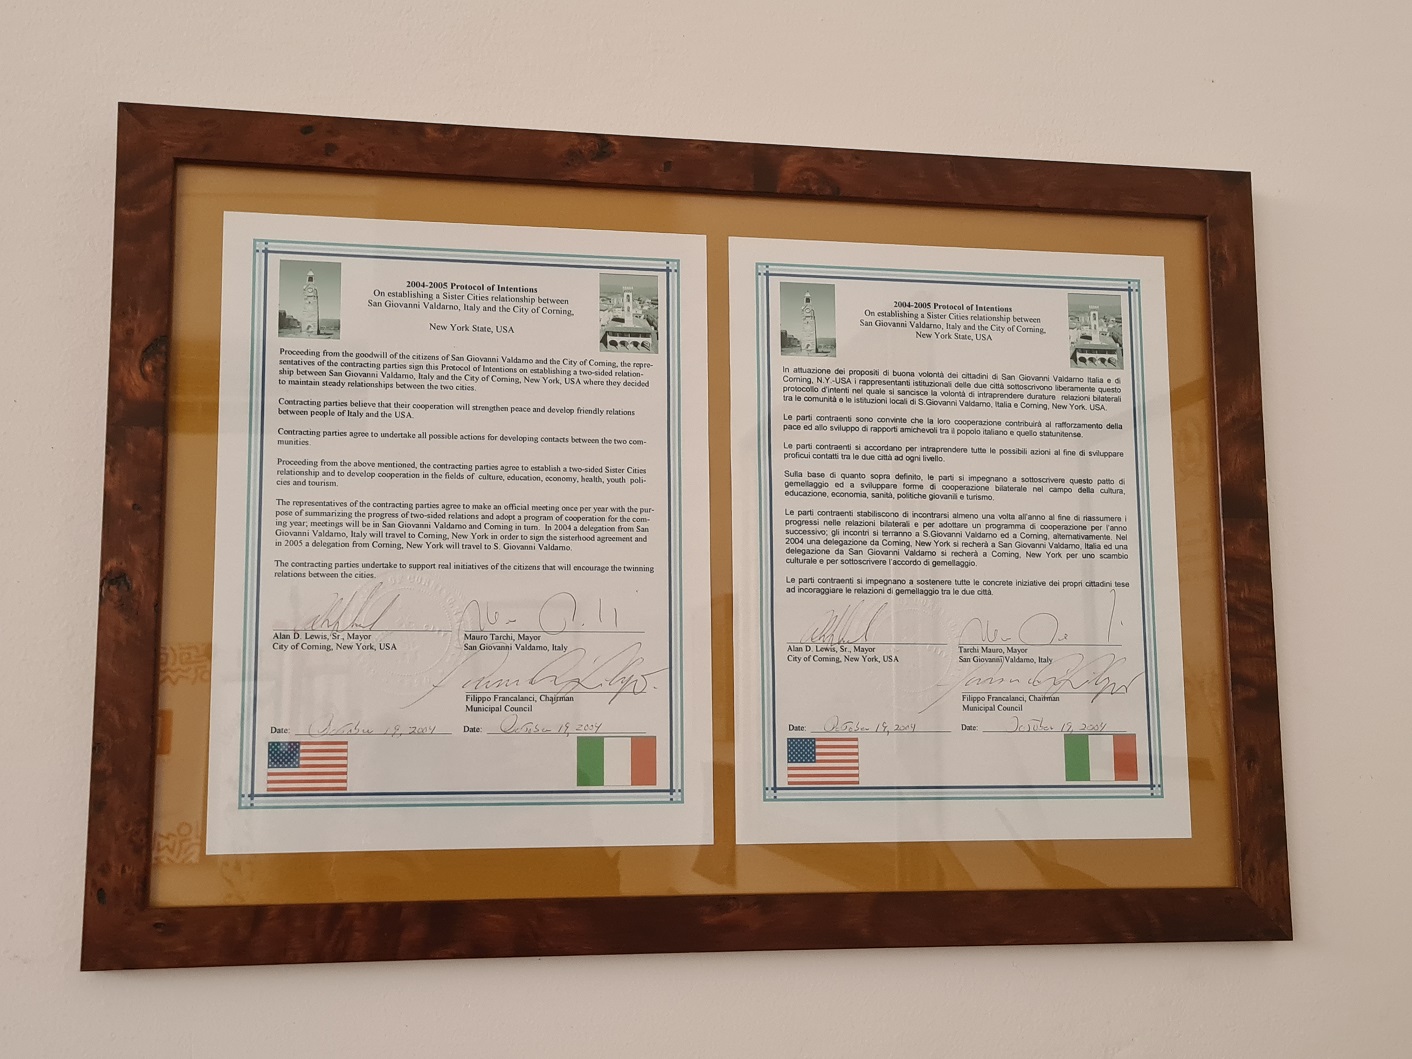 2004-2005 Protocol of Intentions
On establishing a Sister Cities relationship between
San Giovanni Valdarno, Italy and the City of Corning,
New York State, USA
Proceeding from the goodwill of the citizens of San Giovanni Valdarno and the City of Corning, the repre-
sentatives of the contracting parties sign this Protocol of Intentions on establishing a two-sided relation-
ship between San Giovanni Valdarno, Italy and the City of Corning, New York, USA where they decided
to maintain steady relationships between the two cities.
Contracting parties believe that their cooperation will strengthen peace and develop friendly relations
between people of Italy and the USA.
Contracting parties agree to undertake all possible actions for developing contacts between the two com-
munities.
Proceeding from the above mentioned, the contracting parties agree to establish a two-sided Sister Cities
relationship and to develop cooperation in the fields of culture, education, economy, health, youth poli-
cies and tourism.
The representatives of the contracting parties agree to make an official meeting once per year with the pur-
pose of summarizing the progress of two-sided relations and adopt a program of cooperation for the com-
ing year; meetings will be in San Giovanni Valdarno and Corning in turn. In 2004 a delegation from San
Giovanni Valdarno, Italy will travel to Corning, New York in order to sign the sisterhood agreement and
in 2005 a delegation from Corning, New York will travel to S. Giovanni Valdarno.
The contracting parties undertake to support real initiatives of the citizens that will encourage the twinning
relations between the cities.
Alan D. Lewis, Sr., Mayor
City of Corning, New York, USA
Mauro Tarchi, Mayor
San Giovanni Valdarno, Italy
Filippo Francalanci, Chairman
Municipal Council
Date: October 19, 2004
Date: October 19, 2004
2004-2005 Protocol of Intentions
On establishing a Sister Cities relationship between
San Giovanni Valdarno, Italy and the City of Corning,
New York State, USA
In attuazione dei propositi di buona volontà dei cittadini di San Giovanni Valdarno Italia e di
Corning, N.Y.-USA i rappresentanti istituzionali delle due città sottoscrivono liberamente questo
protocollo d'intenti nel quale si sancisce la volontà di intraprendere durature relazioni bilaterali
tra le comunità e le istituzioni locali di S.Giovanni Valdarno, Italia e Corning, New York. USA.
Le parti contraenti sono convinte che la loro cooperazione contribuirà al rafforzamento della
pace ed allo sviluppo di rapporti amichevoli tra il popolo italiano e quello statunitense.
Le parti contraenti si accordano per intraprendere tutte le possibili azioni al fine di sviluppare
proficui contatti tra le due città ad ogni livello.
Sulla base di quanto sopra definito, le parti si impegnano a sottoscrivere questo patto di
gemellaggio ed a sviluppare forme di cooperazione bilaterale nel campo della cultura,
educazione, economia, sanità, politiche giovanili e turismo.
Le parti contraenti stabiliscono di incontrarsi almeno una volta all'anno al fine di riassumere i
progressi nelle relazioni bilaterali e per adottare un programma di cooperazione per l'anno
successivo; gli incontri si terranno a S.Giovanni Valdarno ed a Corning, alternativamente. Nel
2004 una delegazione da Corning, New York si recherà a San Giovanni Valdarno, Italia ed una
delegazione da San Giovanni Valdarno si recherà a Corning, New York per uno scambio
culturale e per sottoscrivere l'accordo di gemellaggio.
Le parti contraenti si impegnano a sostenere tutte le concrete iniziative dei propri cittadini tese
ad incoraggiare le relazioni di gemellaggio tra le due città.
Alan D. Lewis, Sr., Mayor
City of Corning, New York, USA
Tarchi Mauro, Mayor
San Giovanni Valdarno, Italy
Filippo Francalanci, Chairman
Municipal Council
Date: October 19, 2004
Date: October 19, 2004